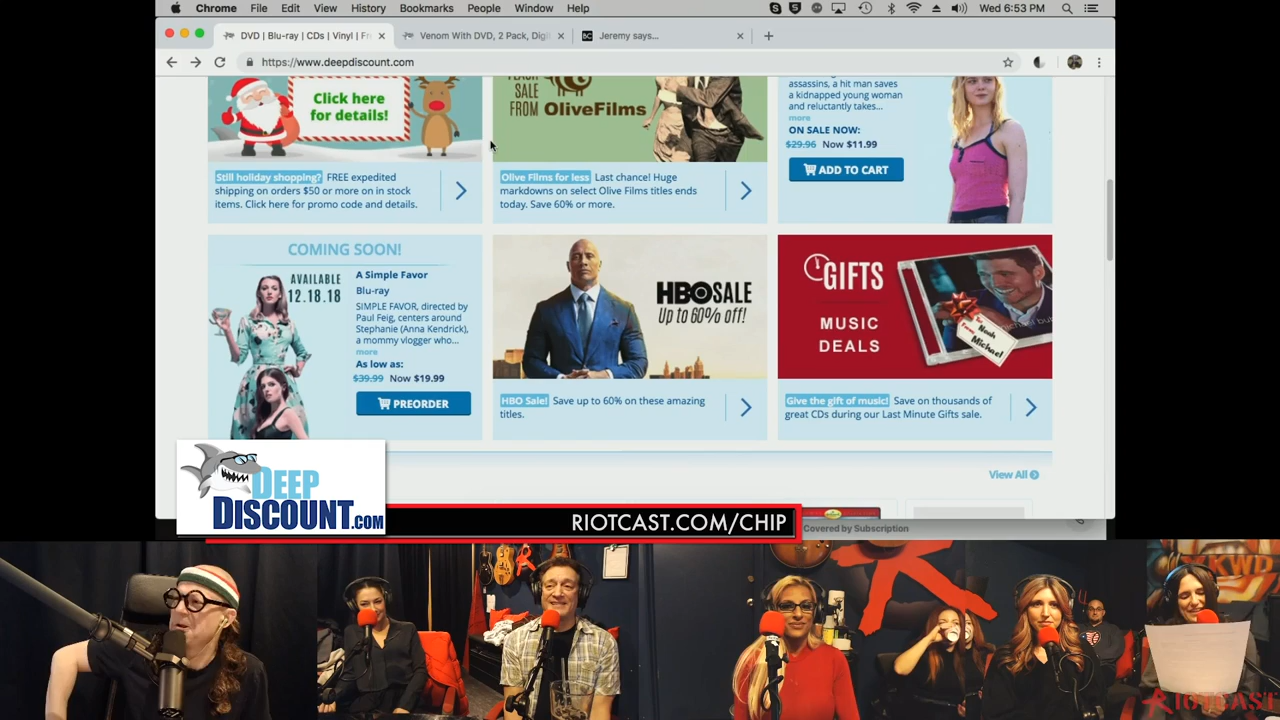 Chrome File Edit View History Bookmarks People Window Help
Wed 6:53 PM
DVD | Blu-ray | CDs | Vinyl | Fr
Venom With DVD, 2 Pack, Digi
BC Jeremy says...
https://www.deepdiscount.com
Click here
for details!
Still holiday shopping? FREE expedited
shipping on orders $50 or more on in stock
items. Click here for promo code and details.
FLASH
SALE
FROM OliveFilms
Olive Films for less Last chance! Huge
markdowns on select Olive Films titles ends
today. Save 60% or more.
assassins, a hit man saves
a kidnapped young woman
and reluctantly takes...
more
ON SALE NOW:
$29.96 Now $11.99
ADD TO CART
COMING SOON!
AVAILABLE
12.18.18
A Simple Favor
Blu-ray
SIMPLE FAVOR, directed by
Paul Feig, centers around
Stephanie (Anna Kendrick),
a mommy vlogger who...
more
As low as:
$39.99 Now $19.99
PREORDER
HBO SALE
Up to 60% off!
HBO Sale! Save up to 60% on these amazing
titles.
GIFTS
MUSIC
DEALS
To: Noah
From: Michael
Give the gift of music! Save on thousands of
great CDs during our Last Minute Gifts sale.
View All
DEEP
DISCOUNT.COM
RIOTCAST.COM/CHIP
Covered by Subscription
RIOTCAST